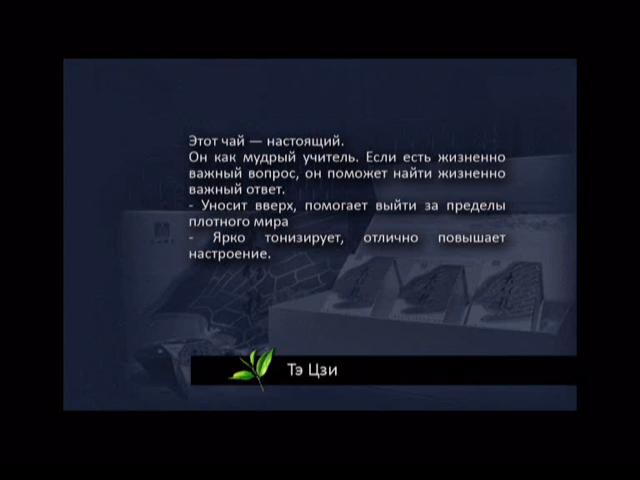 Этот чай — настоящий.
Он как мудрый учитель. Если есть жизненно
важный вопрос, он поможет найти жизненно
важный ответ.
- Уносит вверх, помогает выйти за пределы
плотного мира
- Ярко тонизирует, отлично повышает
настроение.
Тэ Цзи